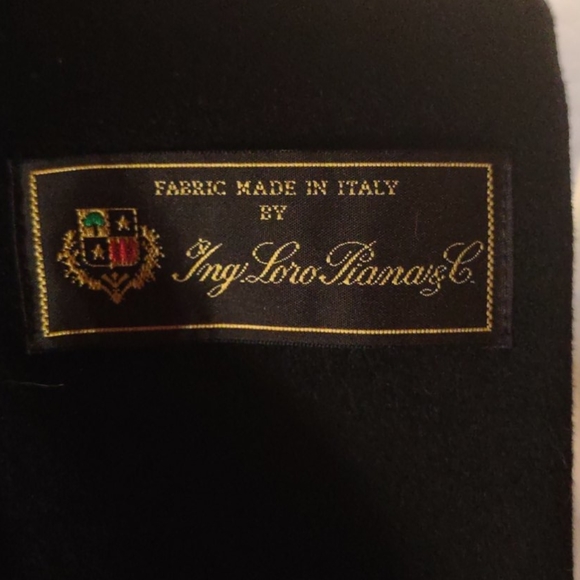 FABRIC MADE IN ITALY
BY
Ing Loro Piana & C.